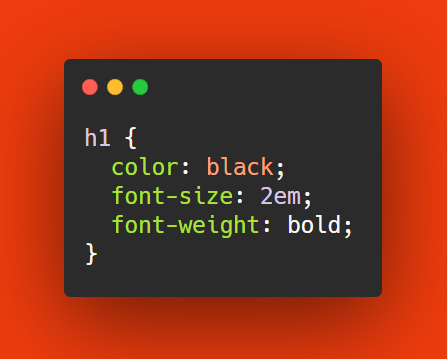 h1 {
  color: black;
  font-size: 2em;
  font-weight: bold;
}